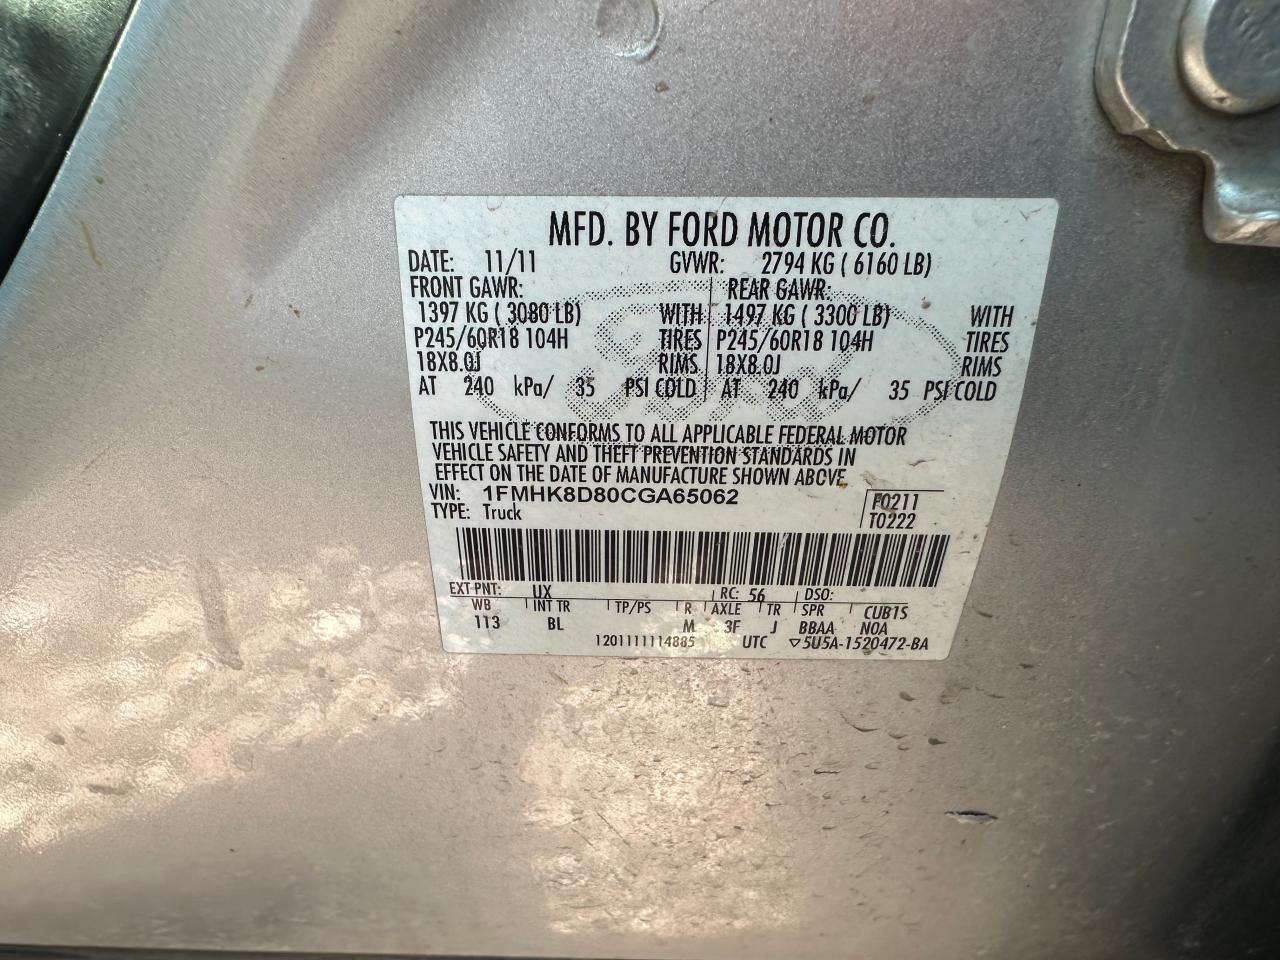 MFD. BY FORD MOTOR CO.
DATE: 11/11 GVWR: 2794 KG ( 6160 LB)
FRONT GAWR: REAR GAWR:
1397 KG ( 3080 LB) WITH 1497 KG ( 3300 LB) WITH
P245/60R18 104H TIRES P245/60R18 104H TIRES
18X8.0J RIMS 18X8.0J RIMS
AT 240 kPa/ 35 PSI COLD AT 240 kPa/ 35 PSI COLD
THIS VEHICLE CONFORMS TO ALL APPLICABLE FEDERAL MOTOR
VEHICLE SAFETY AND THEFT PREVENTION STANDARDS IN
EFFECT ON THE DATE OF MANUFACTURE SHOWN ABOVE.
VIN: 1FMHK8D80CGA65062 F0211
TYPE: Truck T0222
EXT PNT: UX RC: 56 DSO:
WB INT TR TP/PS R AXLE TR SPR CUB1S
113 BL M 3F J BBAA NOA
1201111114885 UTC ▽5U5A-1520472-BA